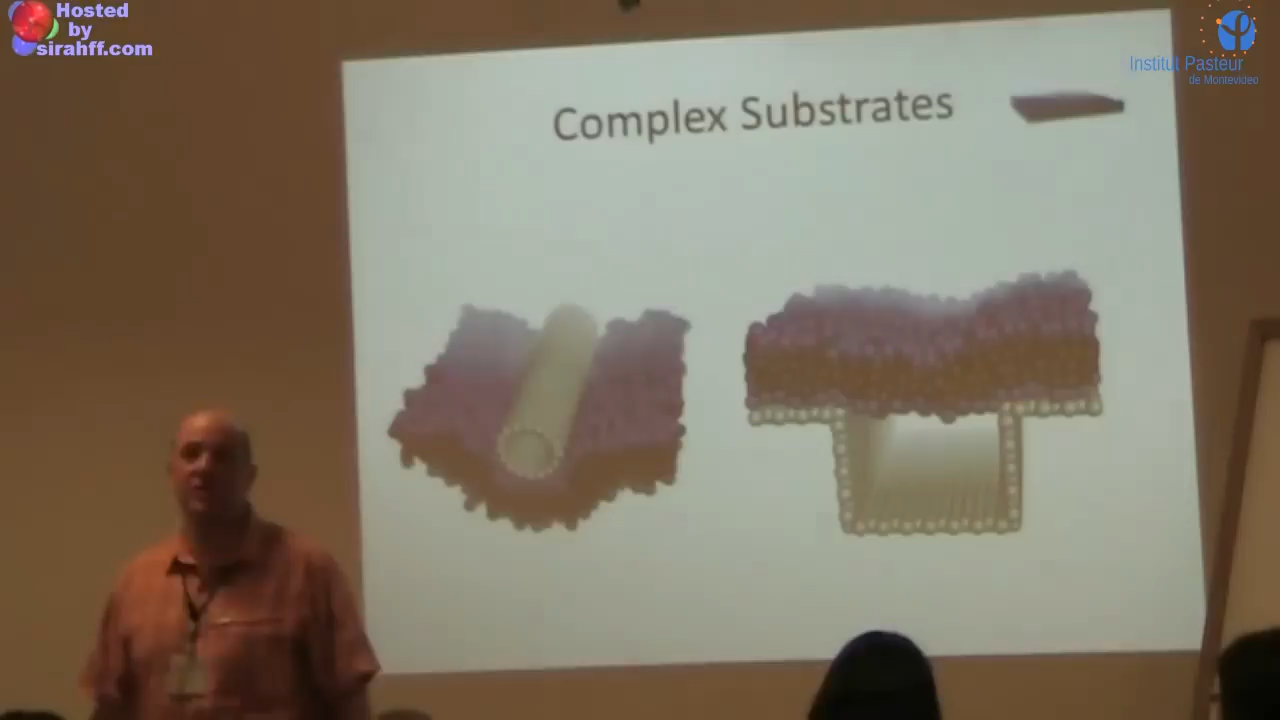 Hosted
by
sirahff.com
Complex Substrates
Institut Pasteur
de Montevideo